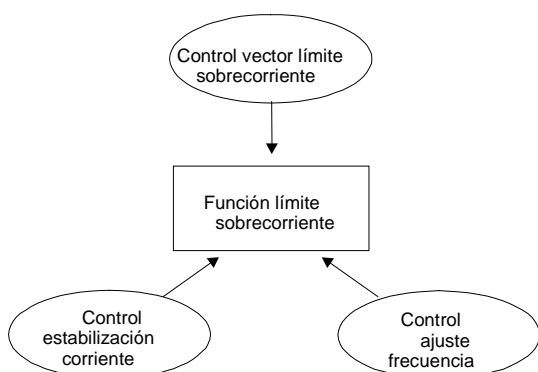 Control vector límite
sobrecorriente
Función límite
sobrecorriente
Control
estabilización
corriente
Control
ajuste
frecuencia